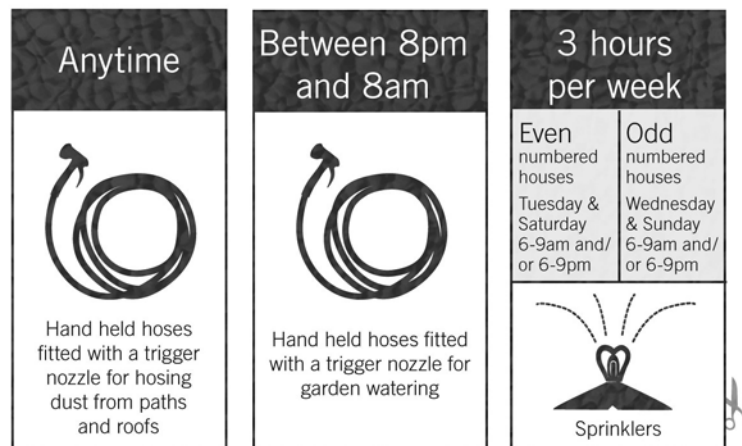 Anytime
Hand held hoses
fitted with a trigger
nozzle for hosing
dust from paths
and roofs
Between 8pm
and 8am
Hand held hoses fitted
with a trigger nozzle for
garden watering
3 hours
per week
Even
numbered
houses
Tuesday &
Saturday
6-9am and/
or 6-9pm
Odd
numbered
houses
Wednesday
& Sunday
6-9am and/
or 6-9pm
Sprinklers